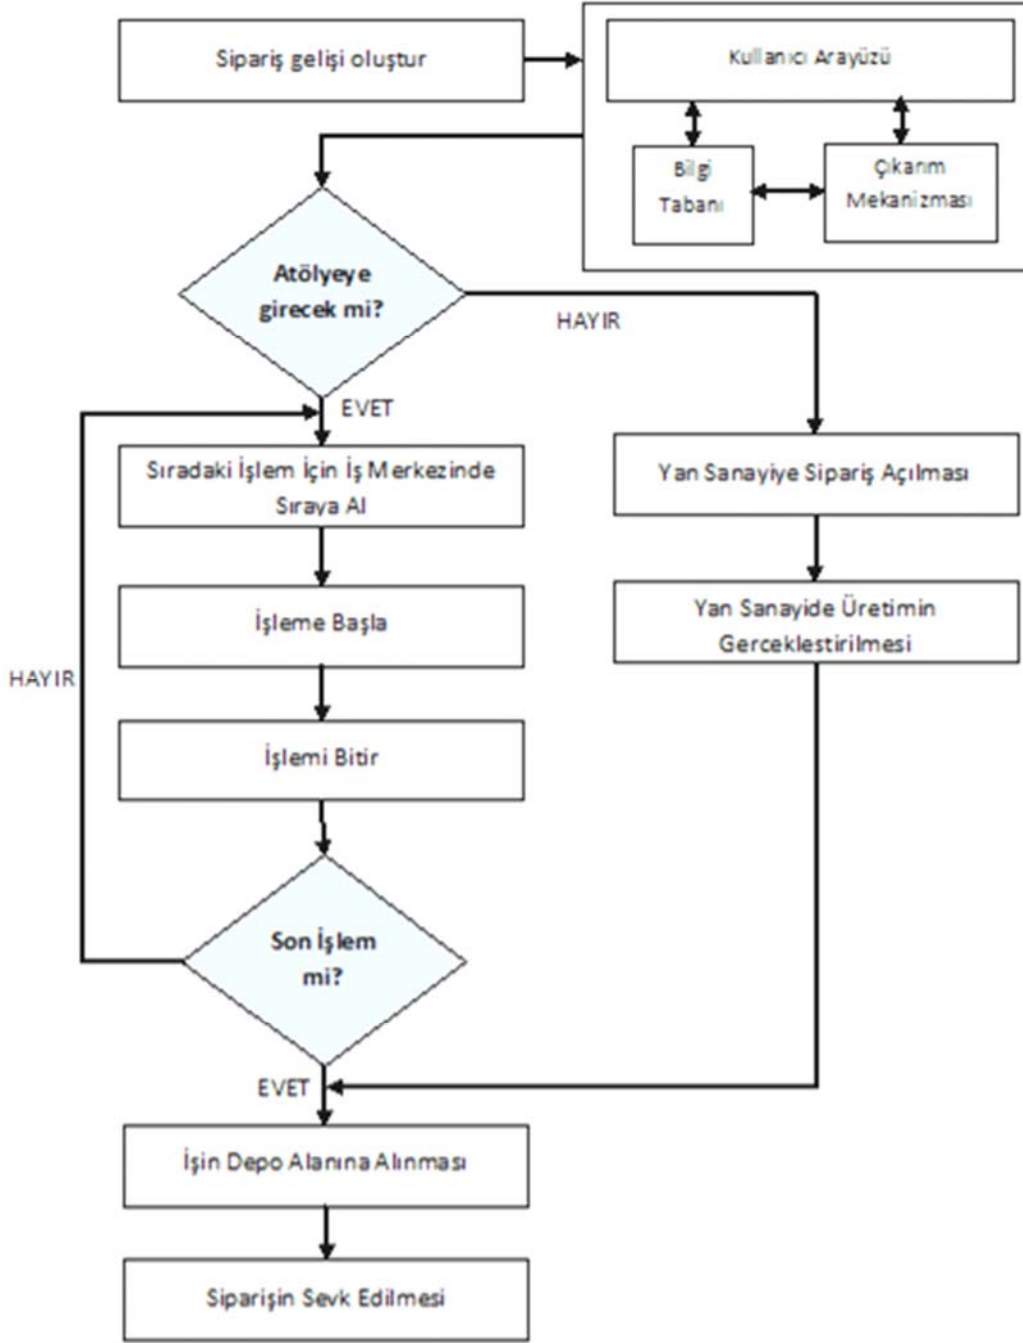 Sipariş gelişi oluştur
Kullanıcı Arayüzü
Bilgi
Tabanı
Çıkarım
Mekanizması
Atölyeye
girecek mi?
HAYIR
EVET
Sıradaki İşlem İçin İş Merkezinde
Sıraya Al
Yan Sanayiye Sipariş Açılması
İşleme Başla
Yan Sanayide Üretimin
Gerceklestirilmesi
HAYIR
İşlemi Bitir
Son İşlem
mi?
EVET
İşin Depo Alanına Alınması
Siparişin Sevk Edilmesi